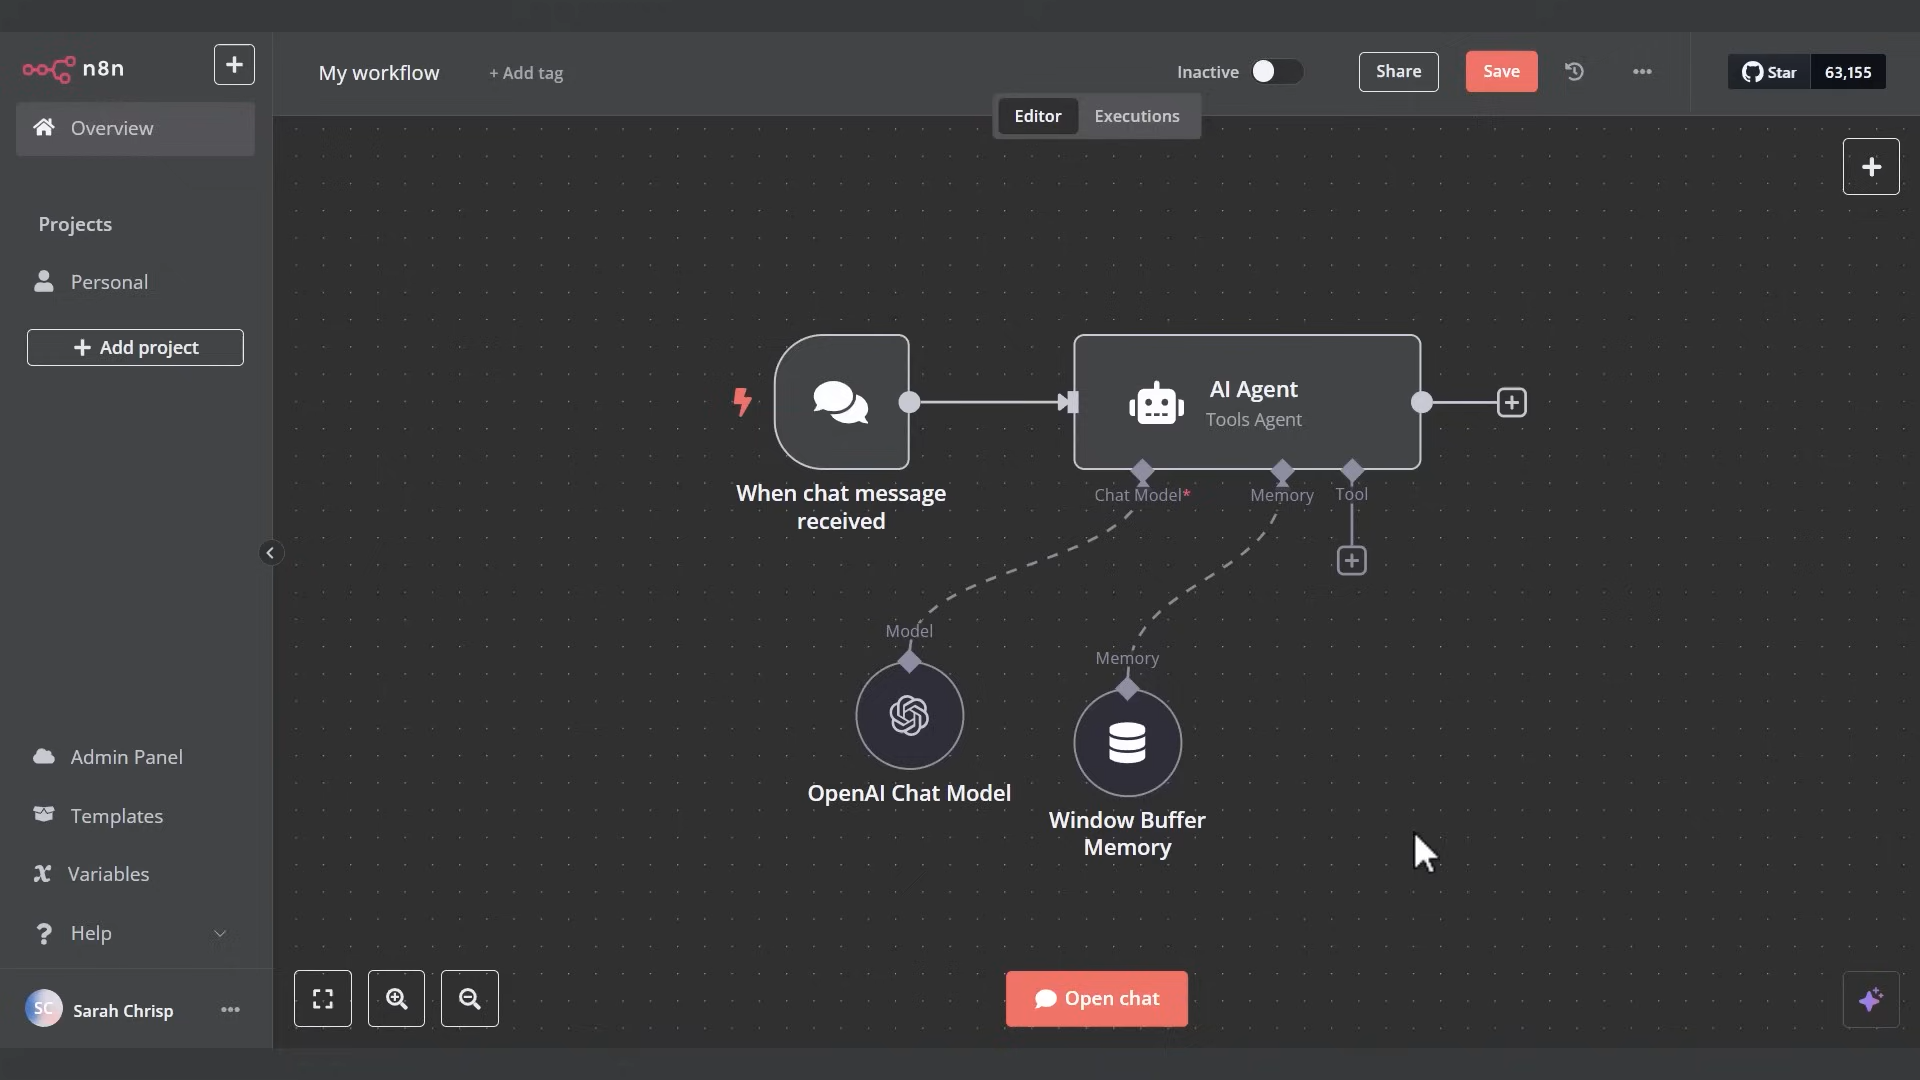 n8n
My workflow
+ Add tag
Inactive
Share
Save
Star
63,155
Editor
Executions
Overview
Projects
Personal
Add project
AI Agent
Tools Agent
When chat message
received
Chat Model*
Memory
Tool
Model
Memory
OpenAI Chat Model
Window Buffer
Memory
Admin Panel
Templates
Variables
Help
SC
Sarah Chrisp
Open chat